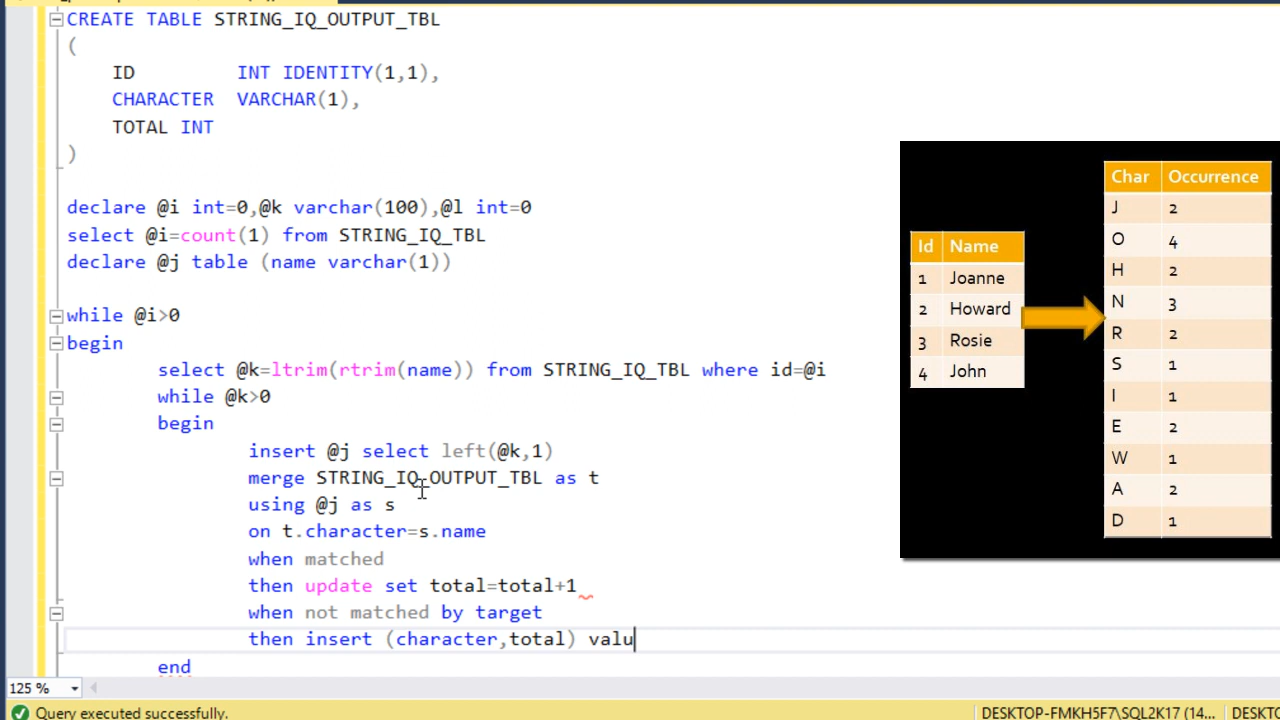 CREATE TABLE STRING_IQ_OUTPUT_TBL
(
ID INT IDENTITY(1,1),
CHARACTER VARCHAR(1),
TOTAL INT
)
declare @i int=0,@k varchar(100),@l int=0
select @i=count(1) from STRING_IQ_TBL
declare @j table (name varchar(1))
while @i>0
begin
select @k=ltrim(rtrim(name)) from STRING_IQ_TBL where id=@i
while @k>0
begin
insert @j select left(@k,1)
merge STRING_IQ_OUTPUT_TBL as t
using @j as s
on t.character=s.name
when matched
then update set total=total+1
when not matched by target
then insert (character,total) valu
end
125 %
Query executed successfully.
DESKTOP-FMKH5F7\SQL2K17 (14...
DESKTO
Id Name
1 Joanne
2 Howard
3 Rosie
4 John
Char Occurrence
J 2
O 4
H 2
N 3
R 2
S 1
I 1
E 2
W 1
A 2
D 1